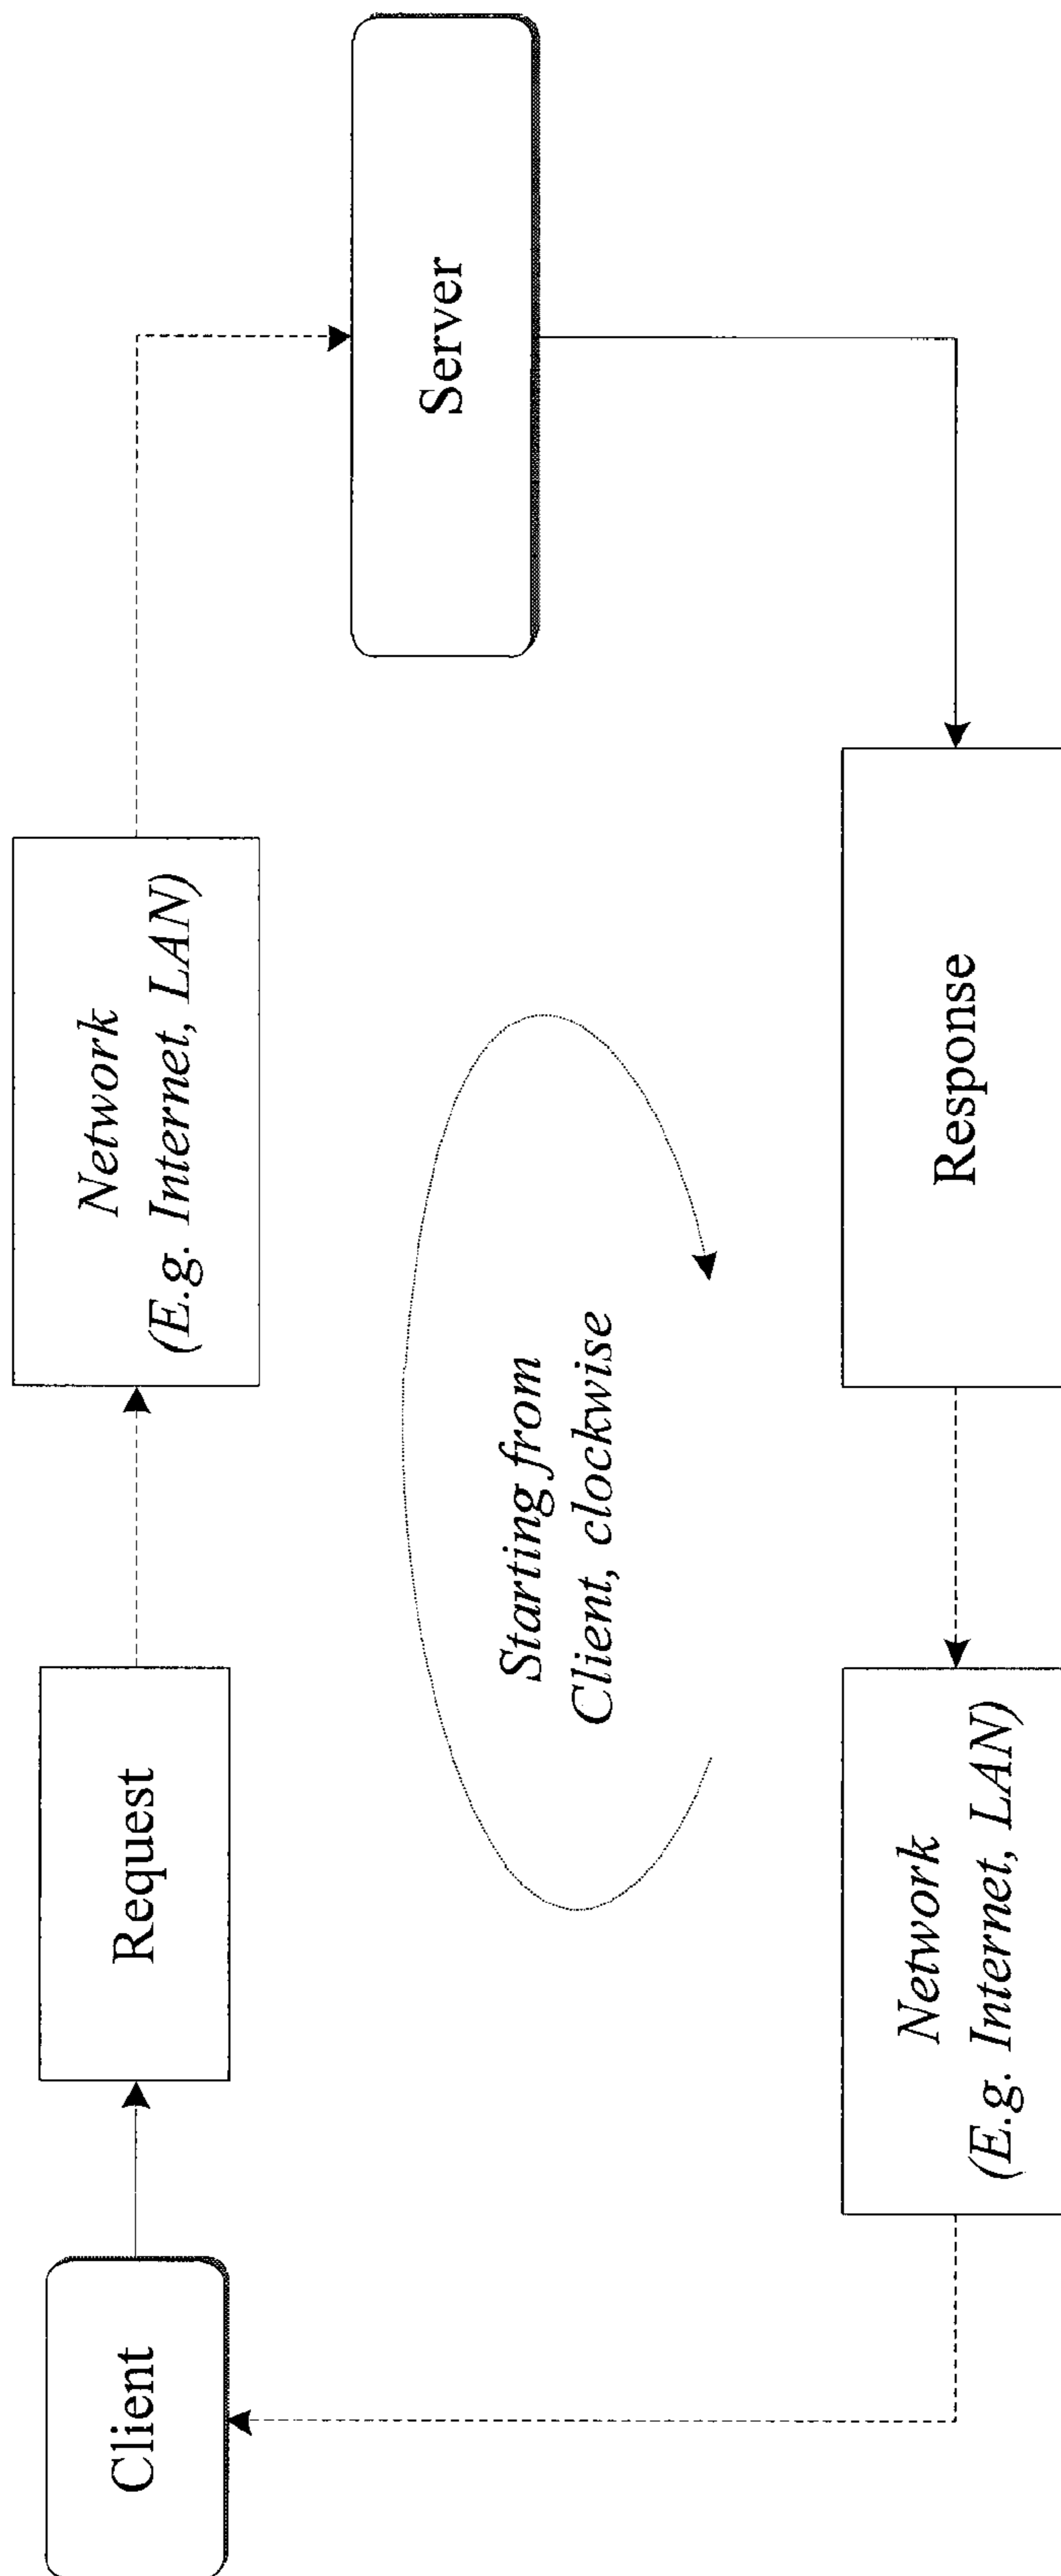 Client
Request
Network
(E.g. Internet, LAN)
Server
Starting from
Client, clockwise
Response
Network
(E.g. Internet, LAN)